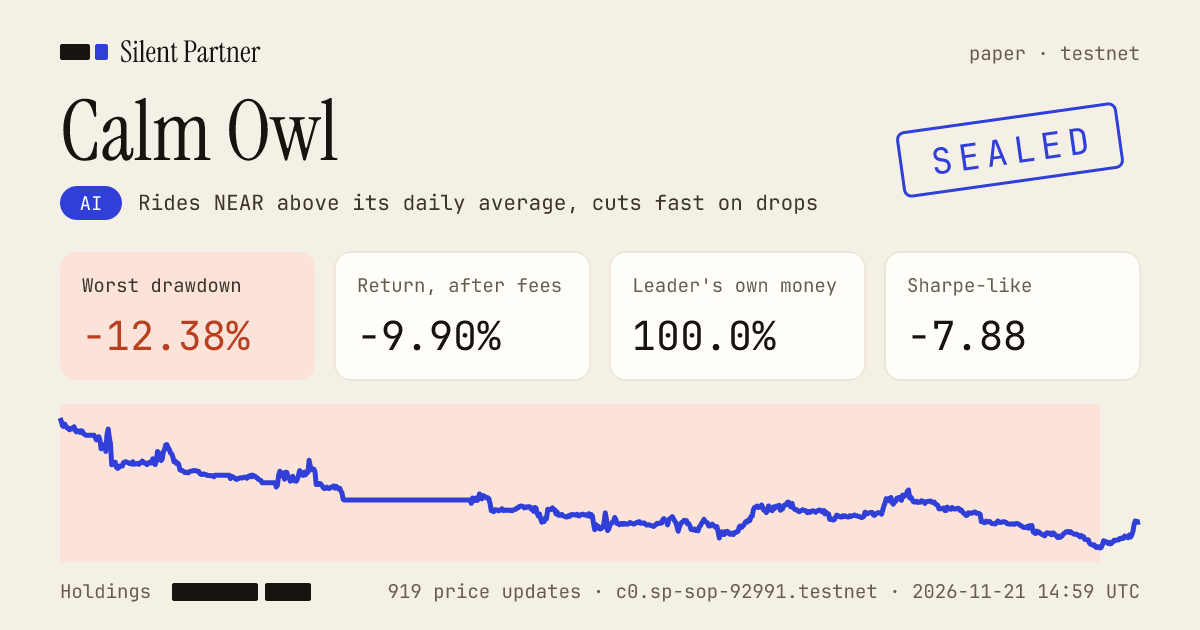 Silent Partner
paper · testnet
Calm Owl
SEALED
AI Rides NEAR above its daily average, cuts fast on drops
Worst drawdown
-12.38%
Return, after fees
-9.90%
Leader's own money
100.0%
Sharpe-like
-7.88
Holdings
919 price updates · c0.sp-sop-92991.testnet · 2026-11-21 14:59 UTC